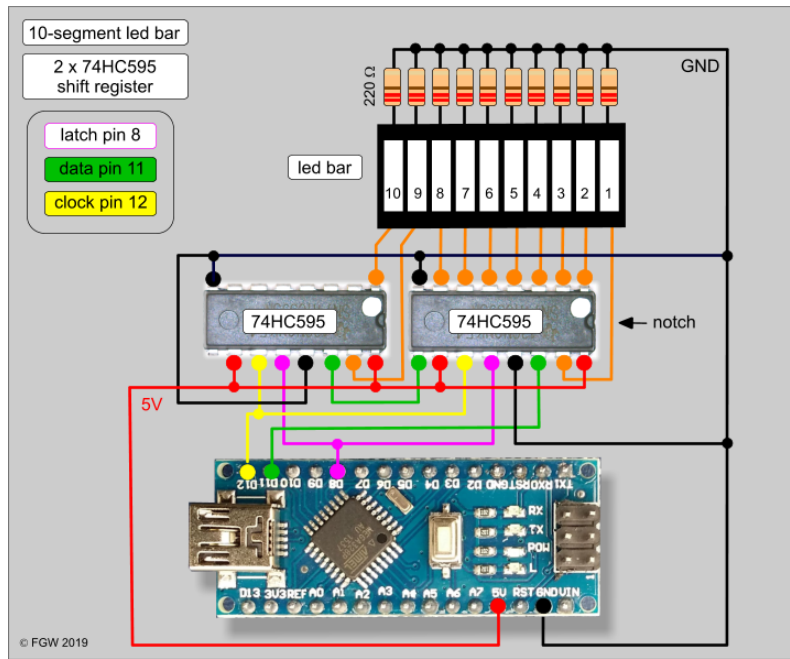 10-segment led bar
2 x 74HC595
shift register
latch pin 8
data pin 11
clock pin 12
220 Ω
GND
led bar
10 9 8 7 6 5 4 3 2 1
74HC595
74HC595
notch
5V
D12 D11 D10 D9 D8 D7 D6 D5 D4 D3 D2 GND RST RX0 TX1
RX
TX
POW
L
1
D13 3V3 REF A0 A1 A2 A3 A4 A5 A6 A7 5V RST GND VIN
© FGW 2019